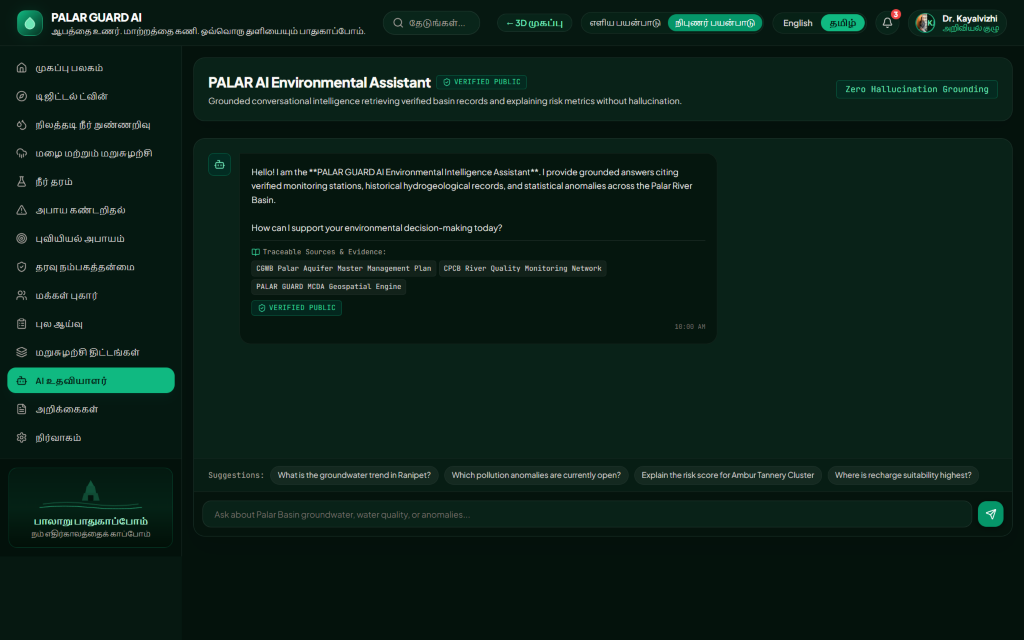 PALAR GUARD AI
ஆபத்தை உணர். மாற்றத்தை கணி. ஒவ்வொரு துளியையும் பாதுகாப்போம்.
தேடுங்கள்...
←3D முகப்பு
எளிய பயன்பாடு
நிபுணர் பயன்பாடு
English
தமிழ்
3
Dr. Kayalvizhi
அறிவியல் குழு
முகப்பு பலகம்
டிஜிட்டல் ட்வின்
நிலத்தடி நீர் நுண்ணறிவு
மழை மற்றும் மறுசுழற்சி
நீர் தரம்
அபாய கண்டறிதல்
புவியியல் அபாயம்
தரவு நம்பகத்தன்மை
மக்கள் புகார்
புல ஆய்வு
மறுசுழற்சி திட்டங்கள்
AI உதவியாளர்
அறிக்கைகள்
நிர்வாகம்
பாலாறு பாதுகாப்போம்
நம் எதிர்காலத்தைக் காப்போம்
PALAR AI Environmental Assistant
VERIFIED PUBLIC
Grounded conversational intelligence retrieving verified basin records and explaining risk metrics without hallucination.
Zero Hallucination Grounding
Hello! I am the **PALAR GUARD AI Environmental Intelligence Assistant**. I provide grounded answers citing
verified monitoring stations, historical hydrogeological records, and statistical anomalies across the Palar River
Basin.
How can I support your environmental decision-making today?
Traceable Sources & Evidence:
CGWB Palar Aquifer Master Management Plan
CPCB River Quality Monitoring Network
PALAR GUARD MCDA Geospatial Engine
VERIFIED PUBLIC
10:00 AM
Suggestions:
What is the groundwater trend in Ranipet?
Which pollution anomalies are currently open?
Explain the risk score for Ambur Tannery Cluster
Where is recharge suitability highest?
Ask about Palar Basin groundwater, water quality, or anomalies...